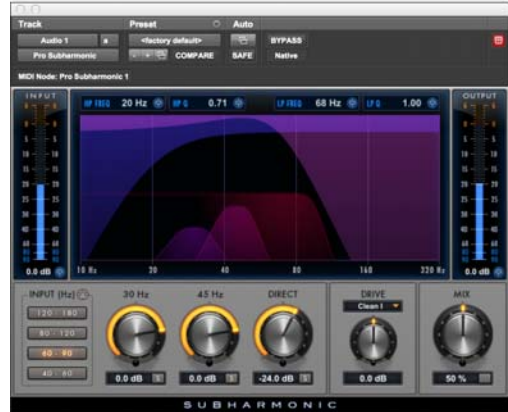 Track Preset Auto
Audio 1 a <factory default> BYPASS
Pro Subharmonic - + COMPARE SAFE Native
MIDI Node: Pro Subharmonic 1
INPUT HP FREQ 20 Hz HP Q 0.71 LP FREQ 68 Hz LP Q 1.00 OUTPUT
0.0 dB 10 Hz 20 40 80 160 320 Hz 0.0 dB
INPUT (Hz) 30 Hz 45 Hz DIRECT DRIVE MIX
Clean I
120 - 180
80 - 120
60 - 90
40 - 60
0.0 dB S 0.0 dB S -24.0 dB S 0.0 dB 50 %
SUBHARMONIC